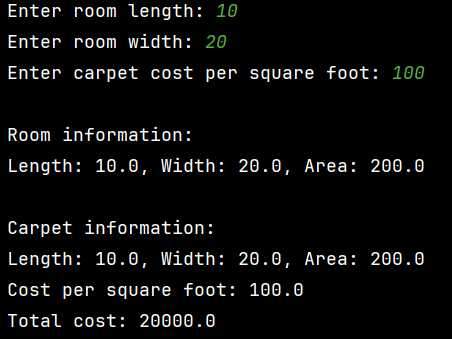 Enter room length: 10
Enter room width: 20
Enter carpet cost per square foot: 100
Room information:
Length: 10.0, Width: 20.0, Area: 200.0
Carpet information:
Length: 10.0, Width: 20.0, Area: 200.0
Cost per square foot: 100.0
Total cost: 20000.0